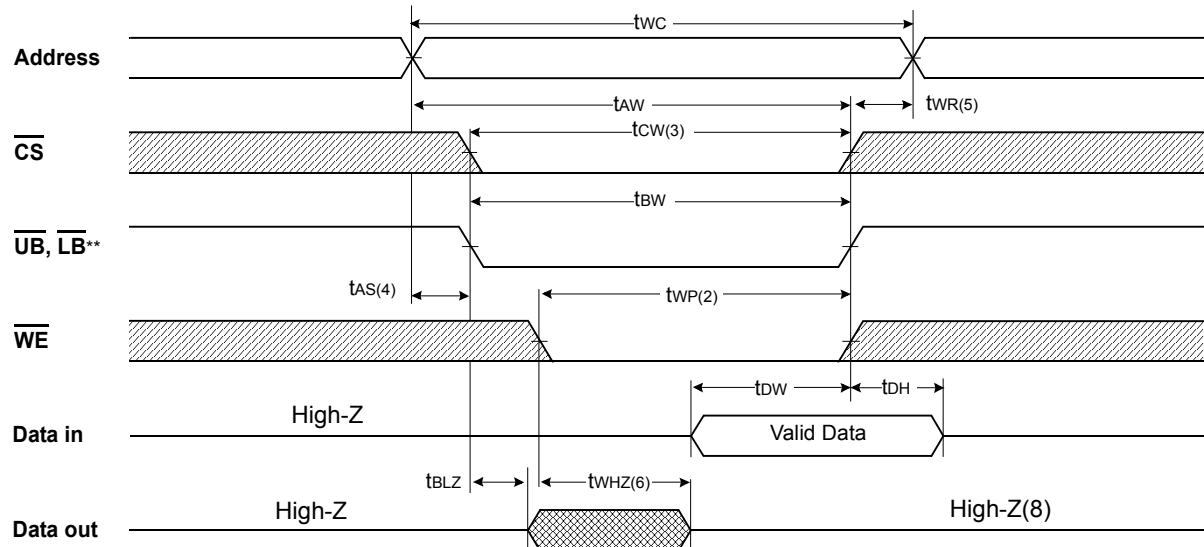 tWC
Address
tAW
tWR(5)
tCW(3)
CS
tBW
UB, LB**
tAS(4)
tWP(2)
WE
tDW
tDH
High-Z
Data in
Valid Data
tBLZ
tWHZ(6)
High-Z
High-Z(8)
Data out